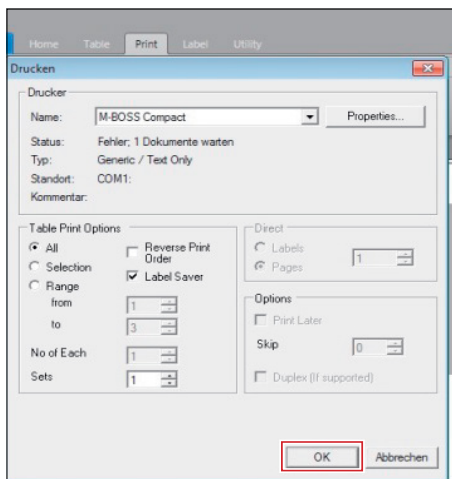 Home Table Print Label Utility
Drucken
Drucker
Name: M-BOSS Compact Properties...
Status: Fehler; 1 Dokumente warten
Typ: Generic / Text Only
Standort: COM1:
Kommentar:
Table Print Options
All
Selection
Range
from 1
to 3
No of Each 1
Sets 1
Reverse Print
Order
Label Saver
Direct
Labels
Pages
1
Options
Print Later
Skip 0
Duplex (If supported)
OK Abbrechen